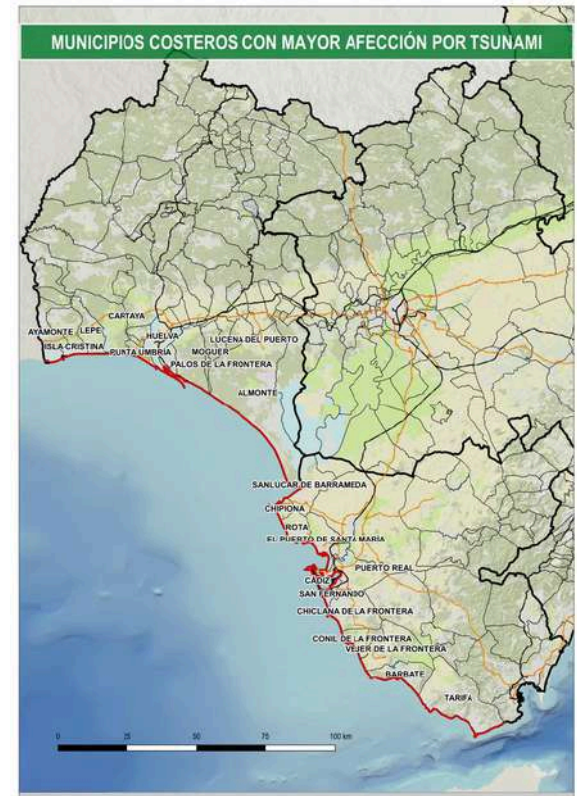 MUNICIPIOS COSTEROS CON MAYOR AFECCIÓN POR TSUNAMI
CARTAYA
AYAMONTE LEPE
HUELVA
LUCENA DEL PUERTO
ISLA CRISTINA
PUNTA UMBRÍA
MOGUER
PALOS DE LA FRONTERA
ALMONTE
SANLUCAR DE BARRAMEDA
CHIPIONA
ROTA
EL PUERTO DE SANTA MARÍA
PUERTO REAL
CÁDIZ
SAN FERNANDO
CHICLANA DE LA FRONTERA
CONIL DE LA FRONTERA
VEJER DE LA FRONTERA
BARBATE
TARIFA
0 25 50 75 100 km